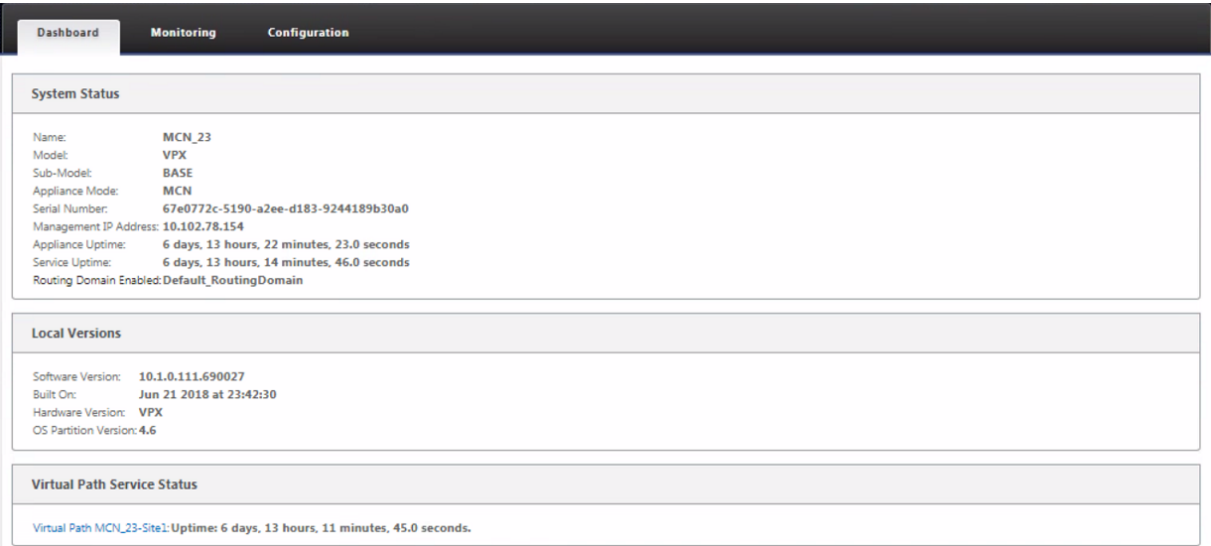 Dashboard Monitoring Configuration
System Status
Name: MCN_23
Model: VPX
Sub-Model: BASE
Appliance Mode: MCN
Serial Number: 67e0772c-5190-a2ee-d183-9244189b30a0
Management IP Address: 10.102.78.154
Appliance Uptime: 6 days, 13 hours, 22 minutes, 23.0 seconds
Service Uptime: 6 days, 13 hours, 14 minutes, 46.0 seconds
Routing Domain Enabled: Default_RoutingDomain
Local Versions
Software Version: 10.1.0.111.690027
Built On: Jun 21 2018 at 23:42:30
Hardware Version: VPX
OS Partition Version: 4.6
Virtual Path Service Status
Virtual Path MCN_23-Site1: Uptime: 6 days, 13 hours, 11 minutes, 45.0 seconds.